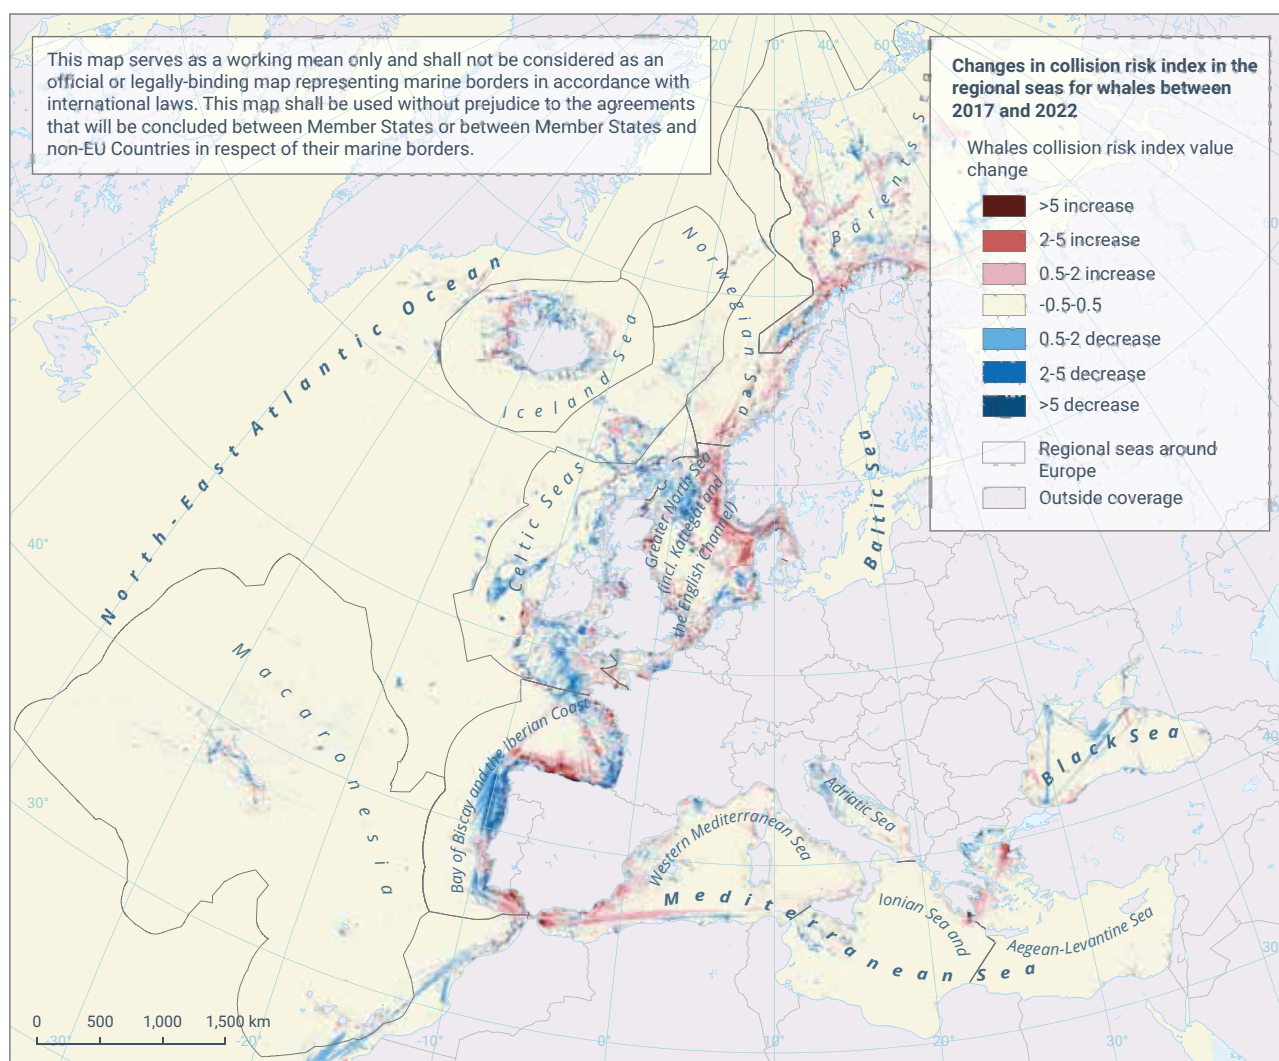 This map serves as a working mean only and shall not be considered as an
official or legally-binding map representing marine borders in accordance with
international laws. This map shall be used without prejudice to the agreements
that will be concluded between Member States or between Member States and
non-EU Countries in respect of their marine borders.
20°
10°
40°
60°
Changes in collision risk index in the
regional seas for whales between
2017 and 2022
Whales collision risk index value
change
>5 increase
2-5 increase
0.5-2 increase
-0.5-0.5
0.5-2 decrease
2-5 decrease
>5 decrease
Regional seas around
Europe
Outside coverage
Barents Sea
Norwegian Sea
Iceland Sea
North-East Atlantic Ocean
Celtic Seas
Greater North Sea
(incl. Kattegat and
the English Channel)
Baltic Sea
Macaronesia
Bay of Biscay and the Iberian Coast
Black Sea
Adriatic Sea
Western Mediterranean Sea
Mediterranean Sea
Ionian Sea and
Aegean-Levantine Sea
40°
30°
40
30
0 500 1,000 1,500 km
-30°
-20°
-10°
0°
10°
20°
30°